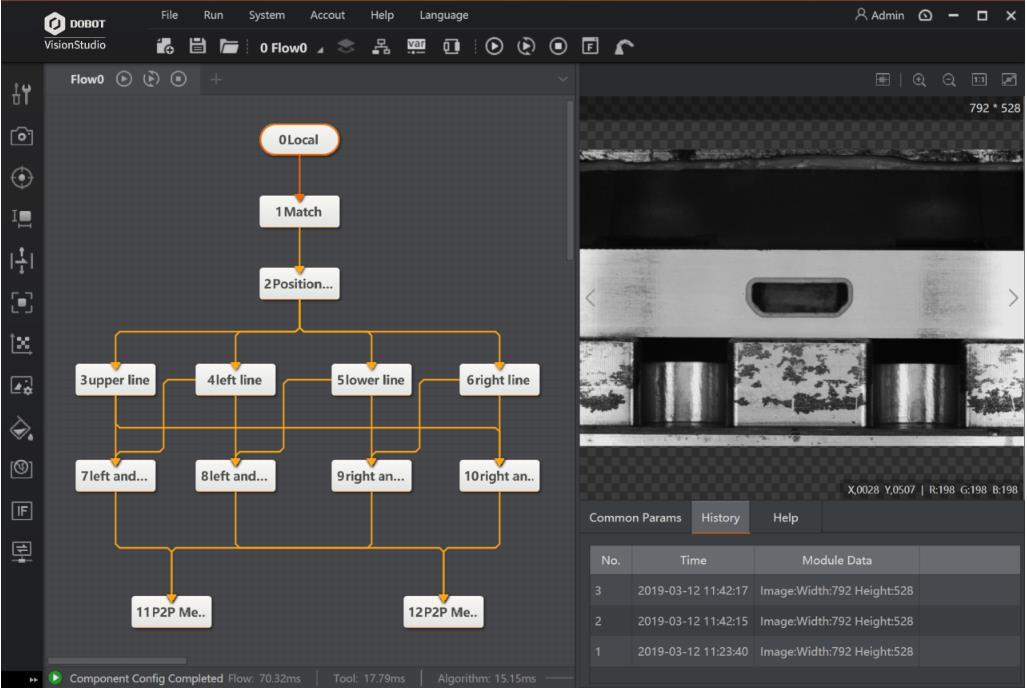 DOBOT
VisionStudio
File Run System Accout Help Language
Admin
0 Flow0
var
F
Flow0
792 * 528
0Local
1Match
2Position...
3upper line 4left line 5lower line 6right line
7left and... 8left and... 9right an... 10right an..
11P2P Me.. 12P2P Me..
IF
X,0028 Y,0507 | R:198 G:198 B:198
Common Params History Help
No. Time Module Data
3 2019-03-12 11:42:17 Image:Width:792 Height:528
2 2019-03-12 11:42:15 Image:Width:792 Height:528
1 2019-03-12 11:23:40 Image:Width:792 Height:528
Component Config Completed Flow: 70.32ms Tool: 17.79ms Algorithm: 15.15ms